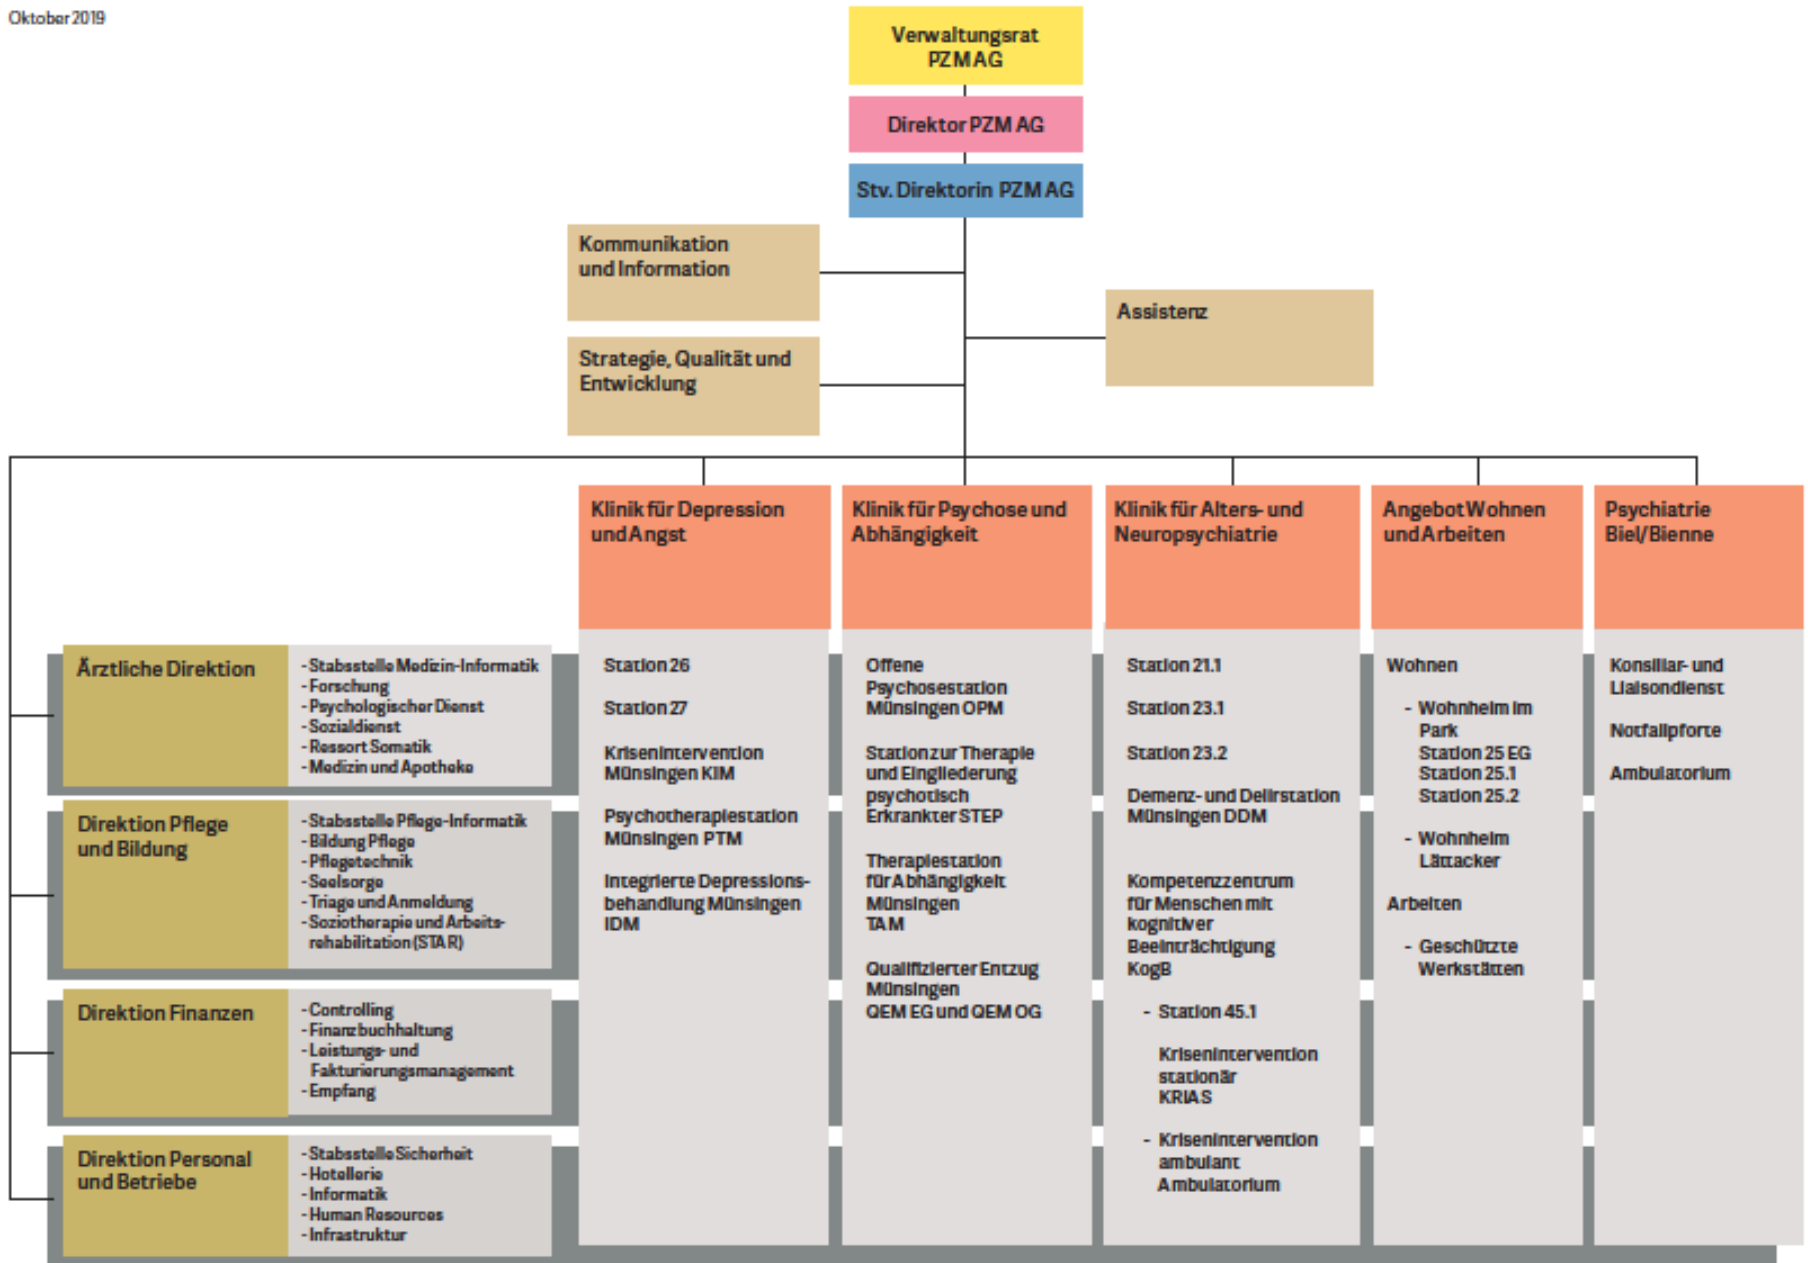 Oktober 2019
Verwaltungsrat
PZM AG
Direktor PZM AG
Stv. Direktorin PZM AG
Kommunikation
und Information
Assistenz
Strategie, Qualität und
Entwicklung
Klinik für Depression
und Angst
Klinik für Psychose und
Abhängigkeit
Klinik für Alters- und
Neuropsychiatrie
Angebot Wohnen
und Arbeiten
Psychiatrie
Biel/Bienne
Ärztliche Direktion
- Stabsstelle Medizin-Informatik
- Forschung
- Psychologischer Dienst
- Sozialdienst
- Ressort Somatik
- Medizin und Apotheke
Direktion Pflege
und Bildung
- Stabsstelle Pflege-Informatik
- Bildung Pflege
- Pflegetechnik
- Seelsorge
- Triage und Anmeldung
- Soziotherapie und Arbeits-
rehabilitation (STAR)
Direktion Finanzen
- Controlling
- Finanzbuchhaltung
- Leistungs- und
Fakturierungsmanagement
- Empfang
Direktion Personal
und Betriebe
- Stabsstelle Sicherheit
- Hotellerie
- Informatik
- Human Resources
- Infrastruktur
Station 26
Station 27
Krisenintervention
Münsingen KIM
Psychotherapiestation
Münsingen PTM
Integrierte Depressions-
behandlung Münsingen
IDM
Offene
Psychosestation
Münsingen OPM
Station zur Therapie
und Eingliederung
psychotisch
Erkrankter STEP
Therapiestation
für Abhängigkeit
Münsingen
TAM
Qualifizierter Entzug
Münsingen
QEM EG und QEM OG
Station 21.1
Station 23.1
Station 23.2
Demenz- und Delirstation
Münsingen DDM
Kompetenzzentrum
für Menschen mit
kognitiver
Beeinträchtigung
KogB
- Station 45.1
Krisenintervention
stationär
KRIAS
- Krisenintervention
ambulant
Ambulatorium
Wohnen
- Wohnheim im
Park
Station 25 EG
Station 25.1
Station 25.2
- Wohnheim
Lättacker
Arbeiten
- Geschützte
Werkstätten
Konsiliar- und
Liaisondienst
Notfallpforte
Ambulatorium